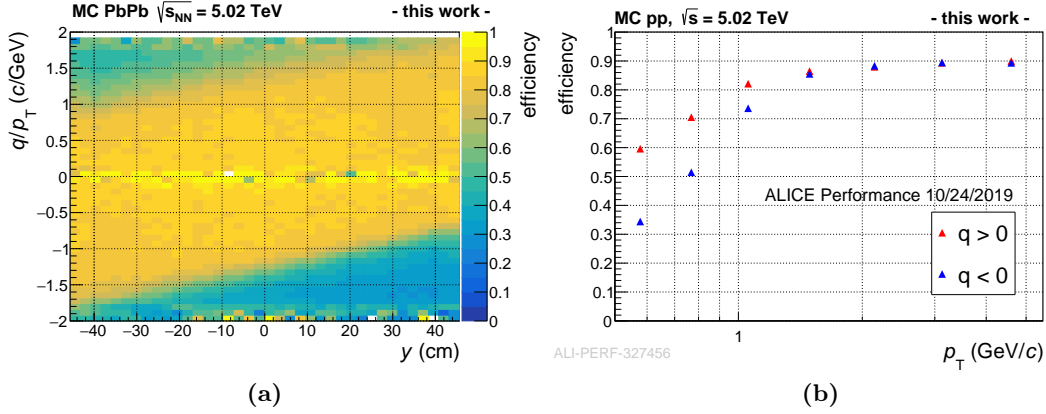 MC PbPb √sNN = 5.02 TeV - this work -
q/pT (c/GeV)
2
1.5
1
0.5
0
−0.5
−1
−1.5
−2
−40 −30 −20 −10 0 10 20 30 40
y (cm)
1
0.9
0.8
0.7
0.6
0.5
0.4
0.3
0.2
0.1
0
efficiency
(a)
MC pp, √s = 5.02 TeV - this work -
efficiency
1
0.9
0.8
0.7
0.6
0.5
0.4
0.3
0.2
0.1
0
ALICE Performance 10/24/2019
q > 0
q < 0
1
ALI-PERF-327456
pT (GeV/c)
(b)